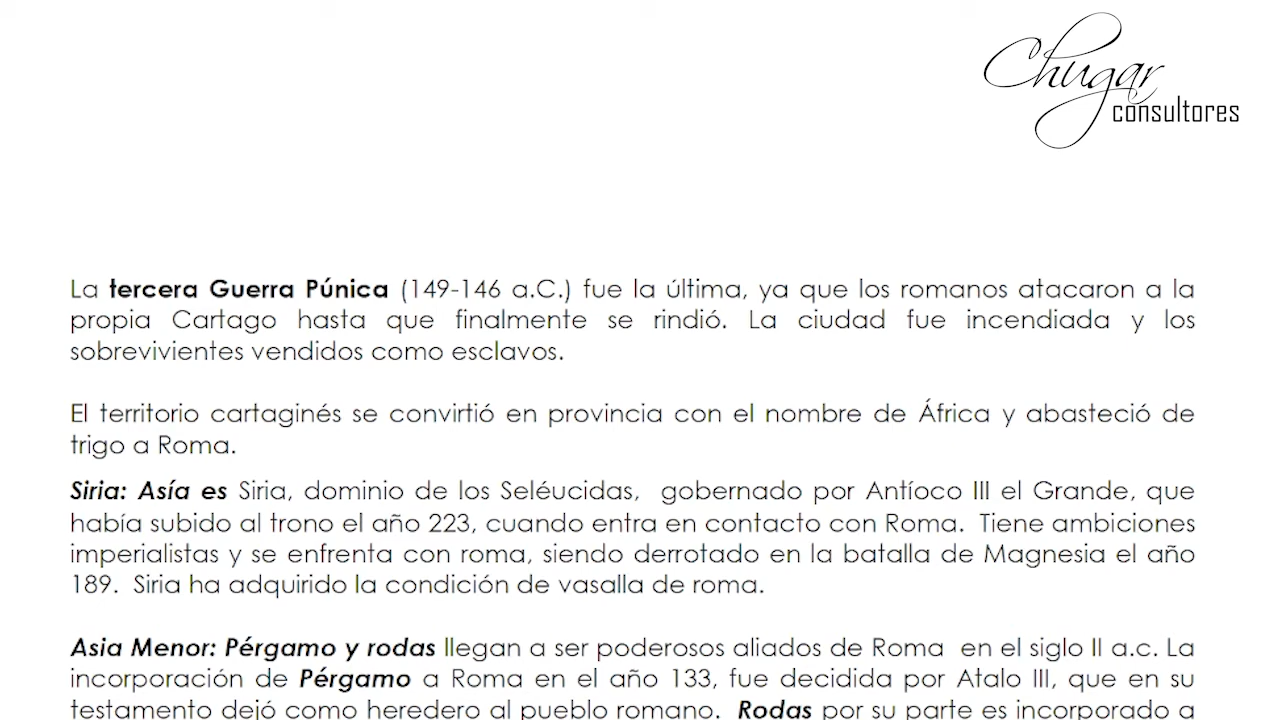 Chugar
consultores
La tercera Guerra Púnica (149-146 a.C.) fue la última, ya que los romanos atacaron a la
propia Cartago hasta que finalmente se rindió. La ciudad fue incendiada y los
sobrevivientes vendidos como esclavos.
El territorio cartaginés se convirtió en provincia con el nombre de África y abasteció de
trigo a Roma.
Siria: Asía es Siria, dominio de los Seléucidas, gobernado por Antíoco III el Grande, que
había subido al trono el año 223, cuando entra en contacto con Roma. Tiene ambiciones
imperialistas y se enfrenta con roma, siendo derrotado en la batalla de Magnesia el año
189. Siria ha adquirido la condición de vasalla de roma.
Asia Menor: Pérgamo y rodas llegan a ser poderosos aliados de Roma en el siglo II a.c. La
incorporación de Pérgamo a Roma en el año 133, fue decidida por Atalo III, que en su
testamento dejó como heredero al pueblo romano. Rodas por su parte es incorporado a